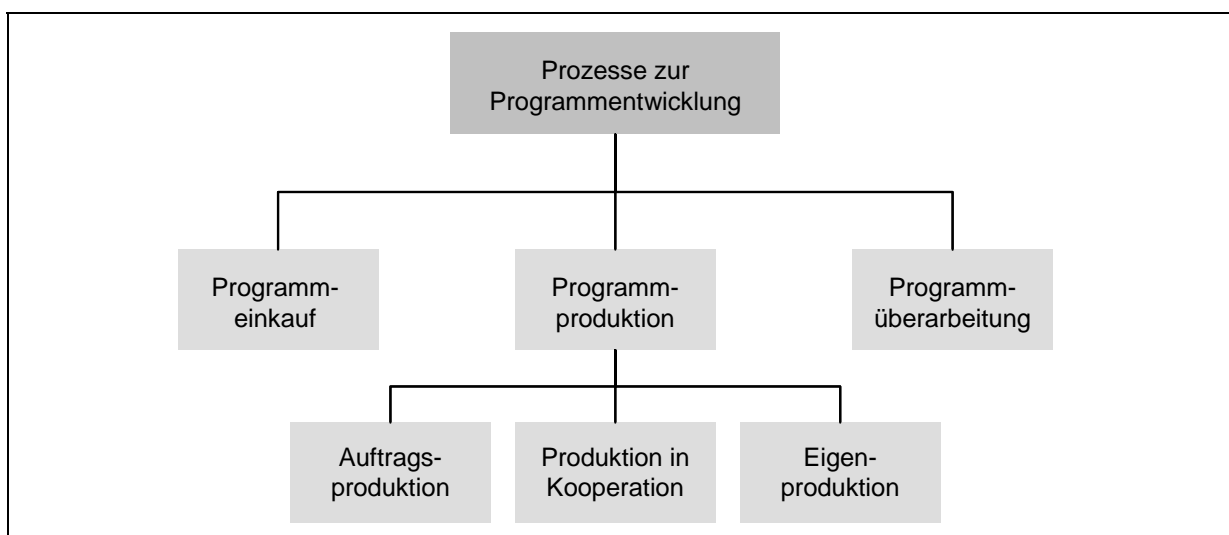 Prozesse zur
Programmentwicklung
Programm-
einkauf
Programm-
produktion
Programm-
überarbeitung
Auftrags-
produktion
Produktion in
Kooperation
Eigen-
produktion